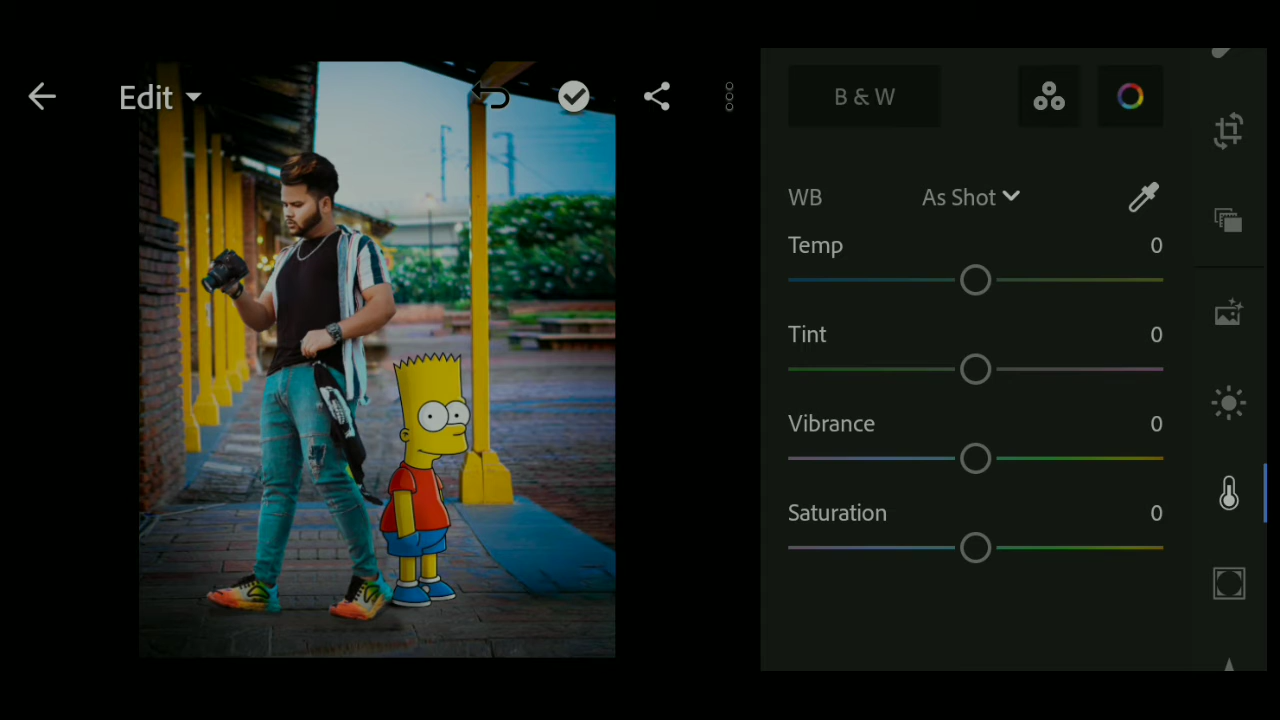 Edit
B & W
WB As Shot
Temp 0
Tint 0
Vibrance 0
Saturation 0